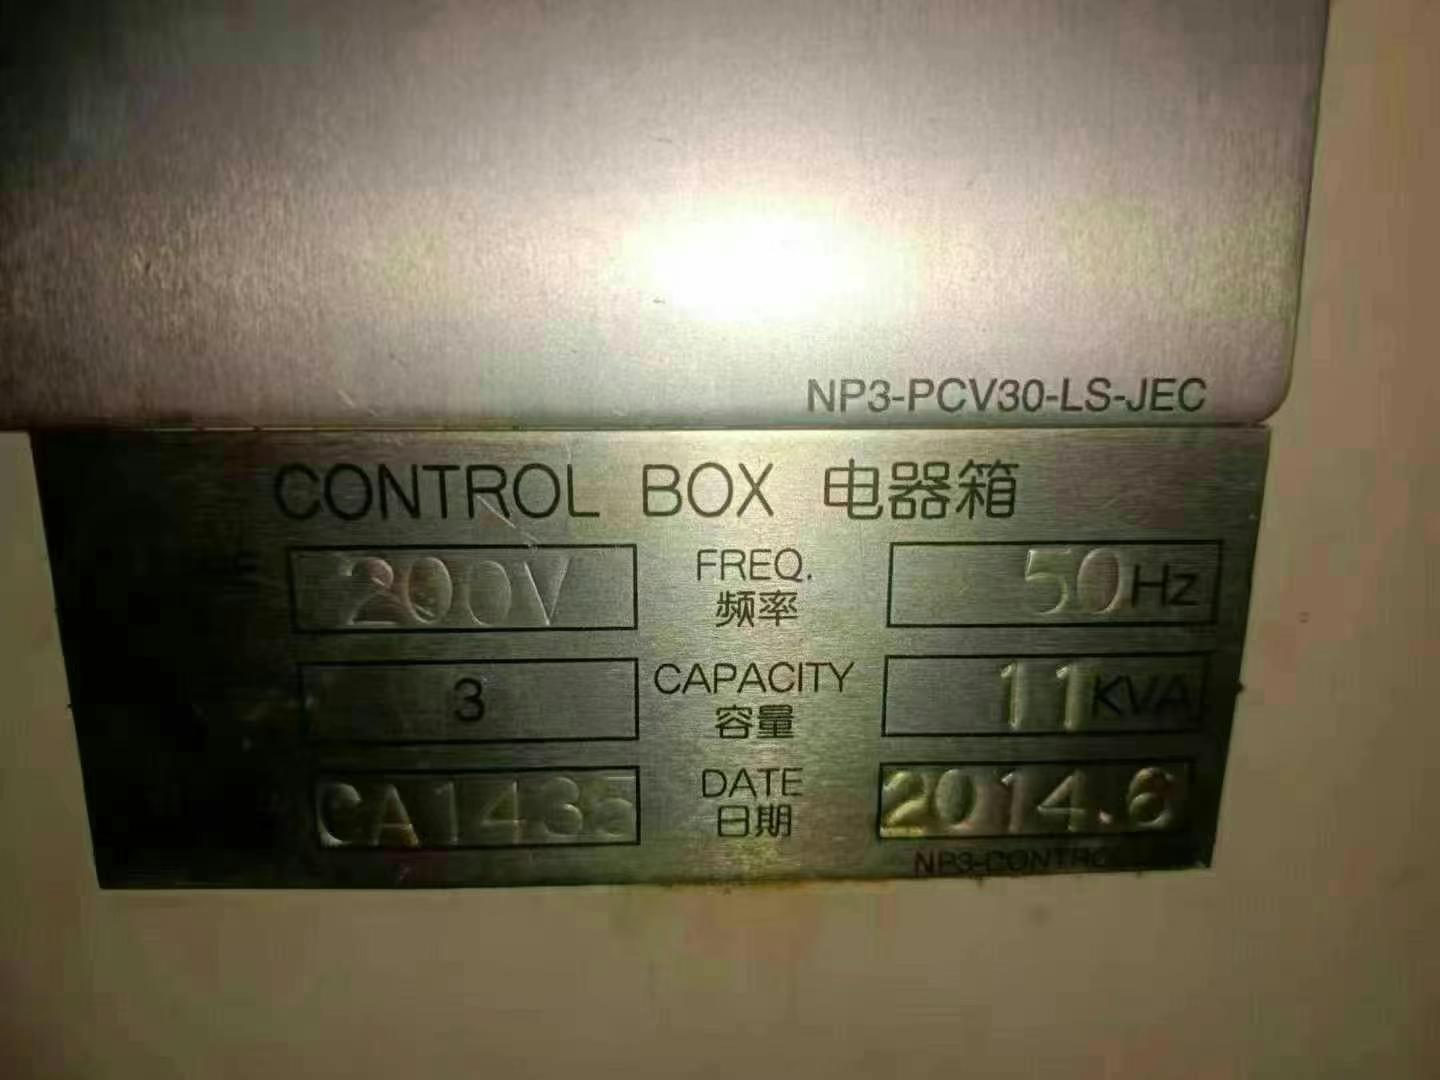 NP3-PCV30-LS-JEC
CONTROL BOX 电器箱
200V FREQ. 频率 50Hz
3 CAPACITY 容量 11KVA
CA1435 DATE 日期 2014.6